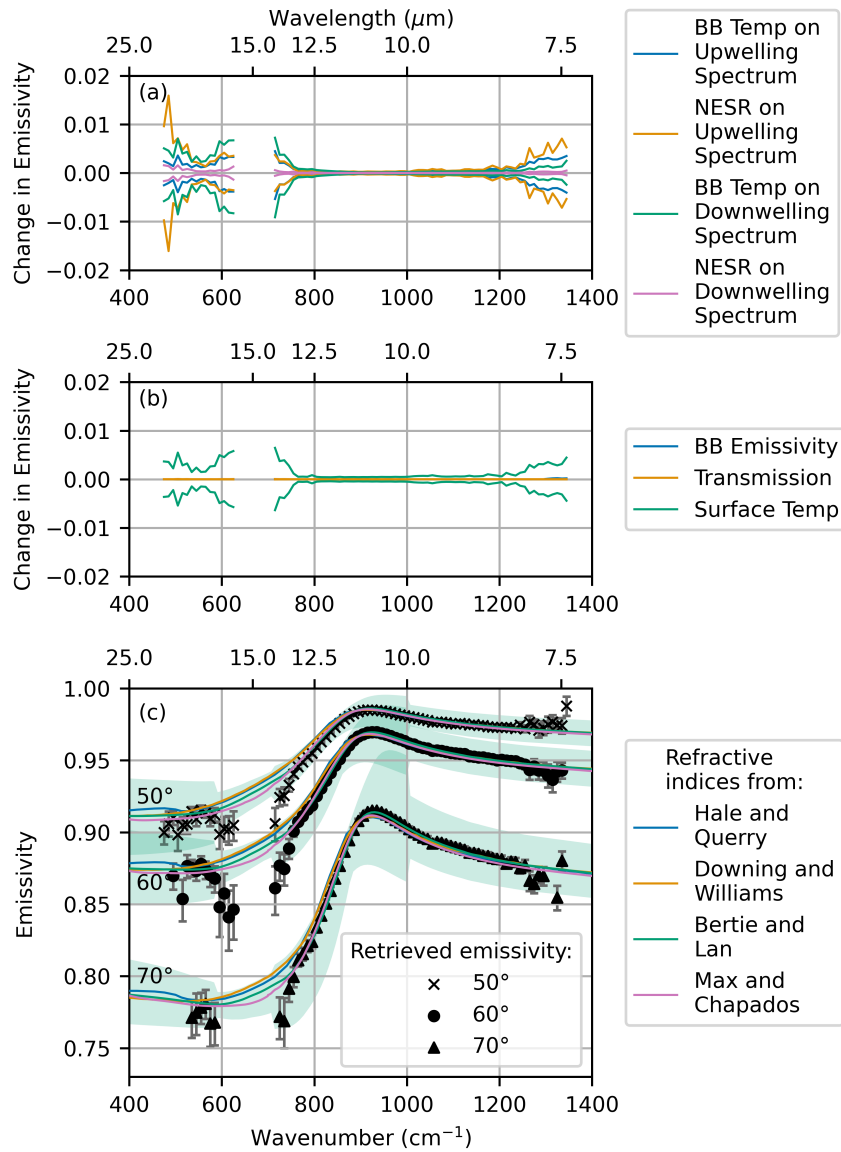 Wavelength (μm)
25.0 15.0 12.5 10.0 7.5
(a)
Change in Emissivity
0.02
0.01
0.00
−0.01
−0.02
400 600 800 1000 1200 1400
BB Temp on
Upwelling
Spectrum
NESR on
Upwelling
Spectrum
BB Temp on
Downwelling
Spectrum
NESR on
Downwelling
Spectrum
25.0 15.0 12.5 10.0 7.5
(b)
Change in Emissivity
0.02
0.01
0.00
−0.01
−0.02
400 600 800 1000 1200 1400
BB Emissivity
Transmission
Surface Temp
25.0 15.0 12.5 10.0 7.5
(c)
Emissivity
1.00
0.95
0.90
0.85
0.80
0.75
50°
60°
70°
Retrieved emissivity:
50°
60°
70°
400 600 800 1000 1200 1400
Wavenumber (cm⁻¹)
Refractive
indices from:
Hale and
Querry
Downing and
Williams
Bertie and
Lan
Max and
Chapados